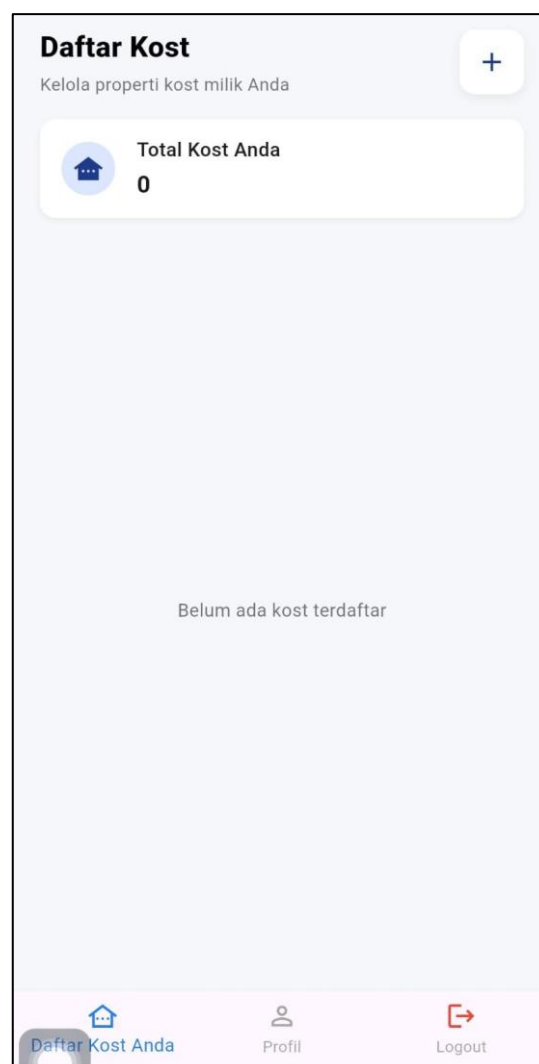 Daftar Kost
Kelola properti kost milik Anda
+
Total Kost Anda
0
Belum ada kost terdaftar
Daftar Kost Anda
Profil
Logout